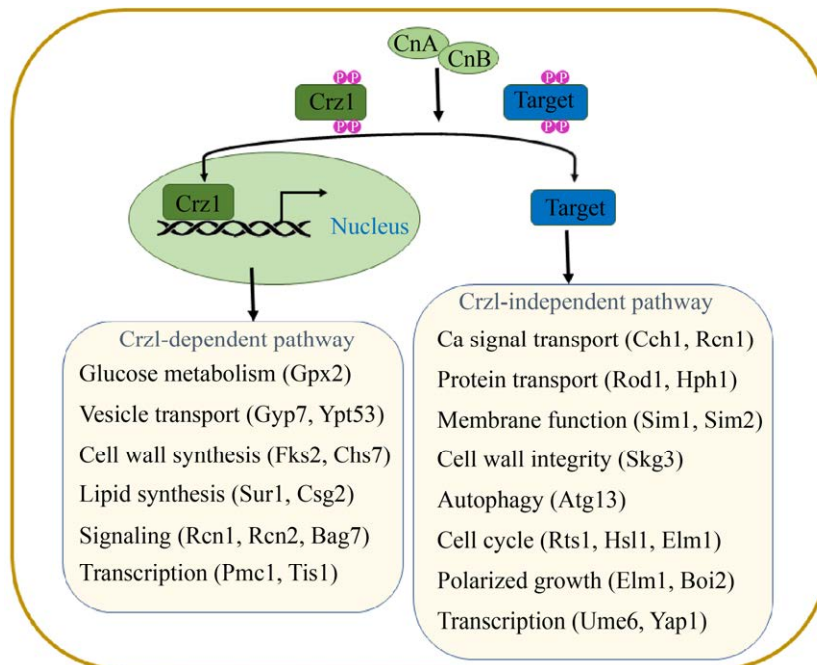 CnA
CnB
P P
Crz1
P P
P P
Target
P P
Crz1
Nucleus
Target
Crzl-dependent pathway
Glucose metabolism (Gpx2)
Vesicle transport (Gyp7, Ypt53)
Cell wall synthesis (Fks2, Chs7)
Lipid synthesis (Sur1, Csg2)
Signaling (Rcn1, Rcn2, Bag7)
Transcription (Pmc1, Tis1)
Crzl-independent pathway
Ca signal transport (Cch1, Rcn1)
Protein transport (Rod1, Hph1)
Membrane function (Sim1, Sim2)
Cell wall integrity (Skg3)
Autophagy (Atg13)
Cell cycle (Rts1, Hsl1, Elm1)
Polarized growth (Elm1, Boi2)
Transcription (Ume6, Yap1)